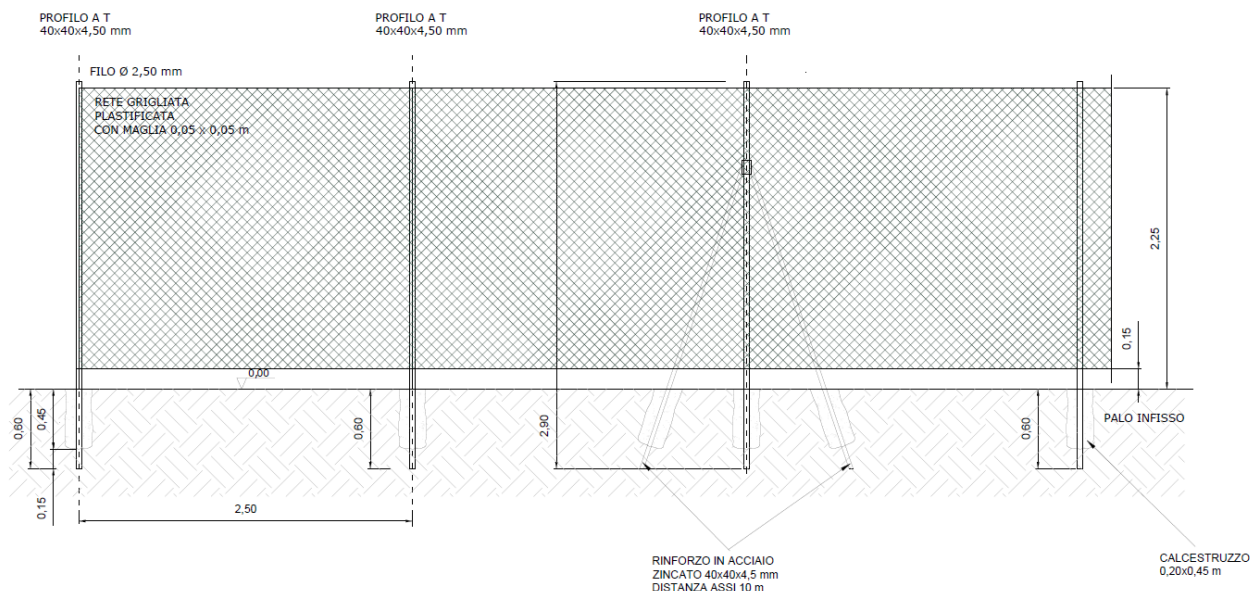 PROFILO A T
40x40x4,50 mm
PROFILO A T
40x40x4,50 mm
PROFILO A T
40x40x4,50 mm
FILO Ø 2,50 mm
RETE GRIGLIATA
PLASTIFICATA
CON MAGLIA 0,05 x 0,05 m
2,25
0,15
0,00
PALO INFISSO
0,60
0,45
0,60
2,90
0,60
0,15
2,50
RINFORZO IN ACCIAIO
ZINCATO 40x40x4,5 mm
DISTANZA ASSI 10 m
CALCESTRUZZO
0,20x0,45 m